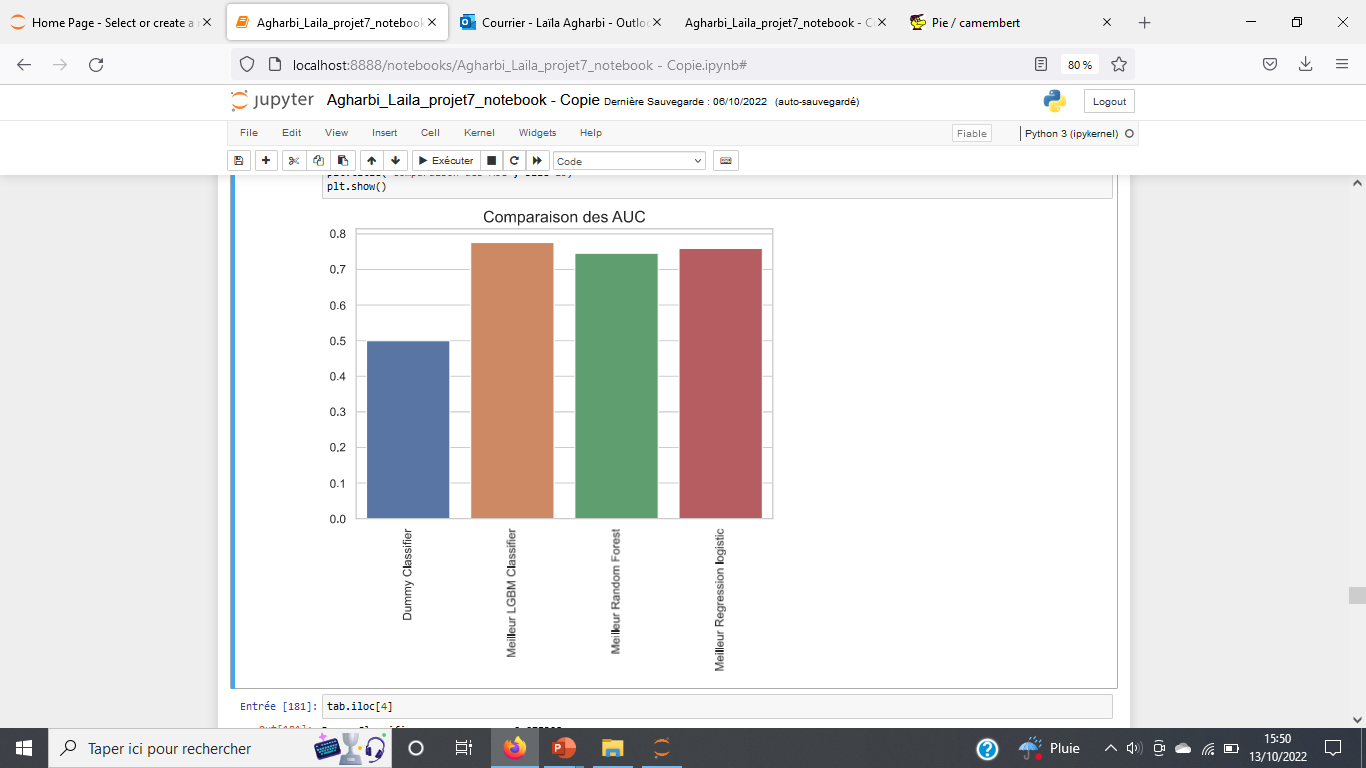 Home Page - Select or create a
Agharbi_Laila_projet7_notebook
Courrier - Laïla Agharbi - Outlo
Agharbi_Laila_projet7_notebook - C
Pie / camembert
localhost:8888/notebooks/Agharbi_Laila_projet7_notebook - Copie.ipynb#
80 %
jupyter
Agharbi_Laila_projet7_notebook - Copie Dernière Sauvegarde : 06/10/2022 (auto-sauvegardé)
Logout
File Edit View Insert Cell Kernel Widgets Help
Fiable
Python 3 (ipykernel)
Exécuter
Code
plt.show()
Comparaison des AUC
0.8
0.7
0.6
0.5
0.4
0.3
0.2
0.1
0.0
Dummy Classifier
Meilleur LGBM Classifier
Meilleur Random Forest
Meilleur Regression logistic
Entrée [181]: tab.iloc[4]
Taper ici pour rechercher
Pluie
15:50
13/10/2022